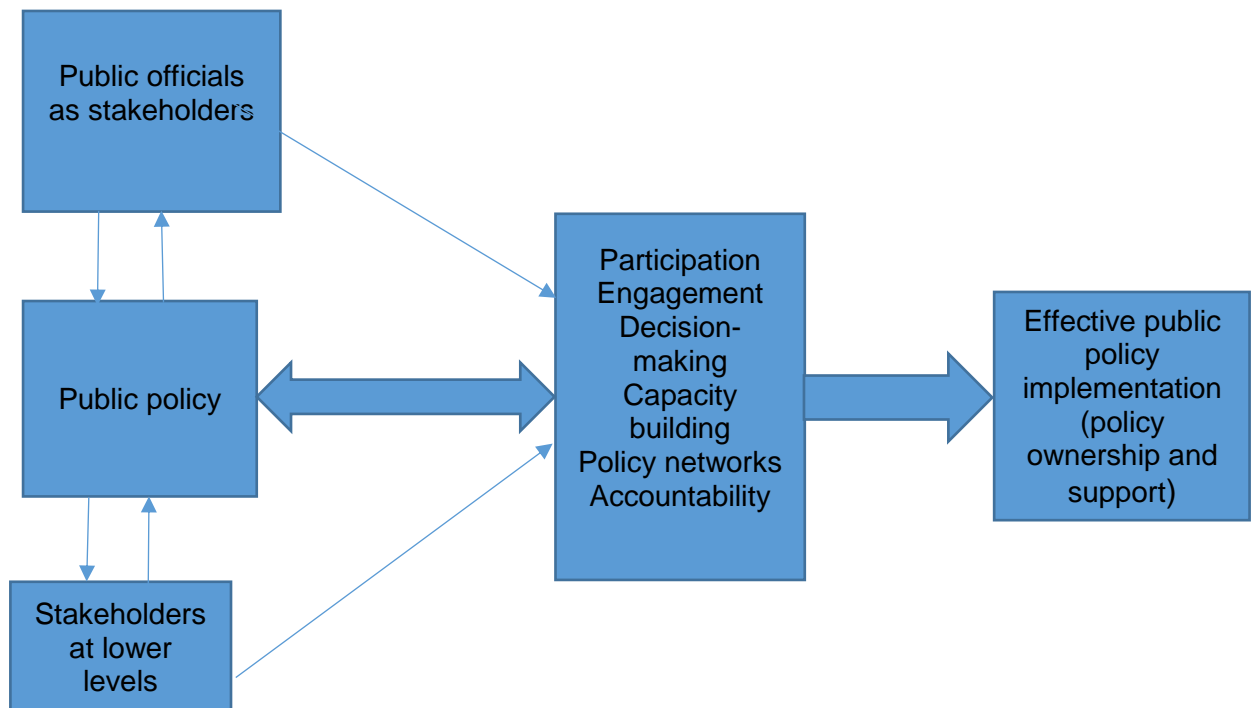 Public officials
as stakeholders
Public policy
Stakeholders
at lower
levels
Participation
Engagement
Decision-
making
Capacity
building
Policy networks
Accountability
Effective public
policy
implementation
(policy
ownership and
support)